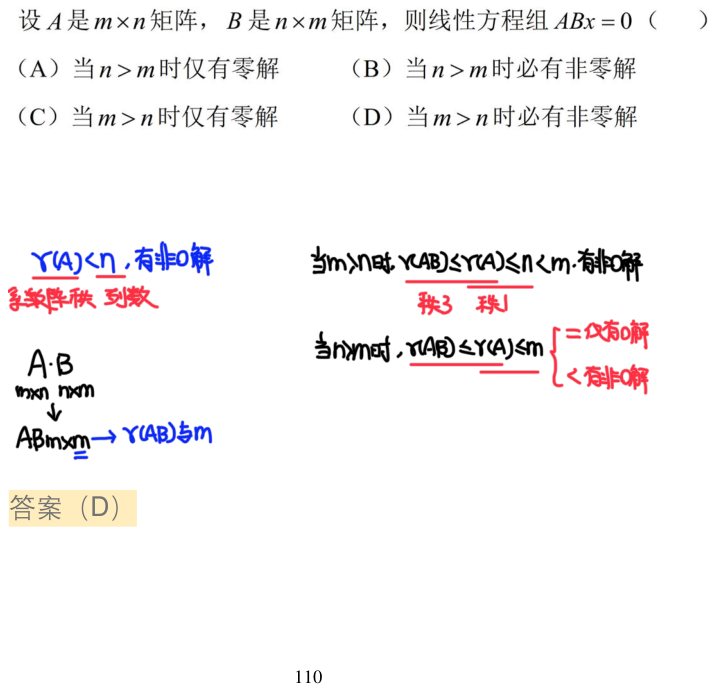 设 A 是 m×n 矩阵， B 是 n×m 矩阵，则线性方程组 ABx = 0（　　）
（A）当 n > m 时仅有零解　　（B）当 n > m 时必有非零解
（C）当 m > n 时仅有零解　　（D）当 m > n 时必有非零解
r(A)<n，有非0解
系数阵秩 列数
A·B
m×n n×m
↓
ABm×m→ r(AB)与m
当m>n时，r(AB)≤r(A)≤n<m，有非0解
秩3 秩1
当n>m时，r(AB)≤r(A)≤m
=仅有0解
<有非0解
答案（D）
110